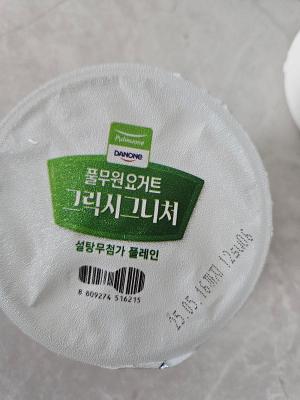 Pulmuone
DANONE
풀무원요거트
그릭시그니처
설탕무첨가 플레인
8 809274 516215
25.05.16까지